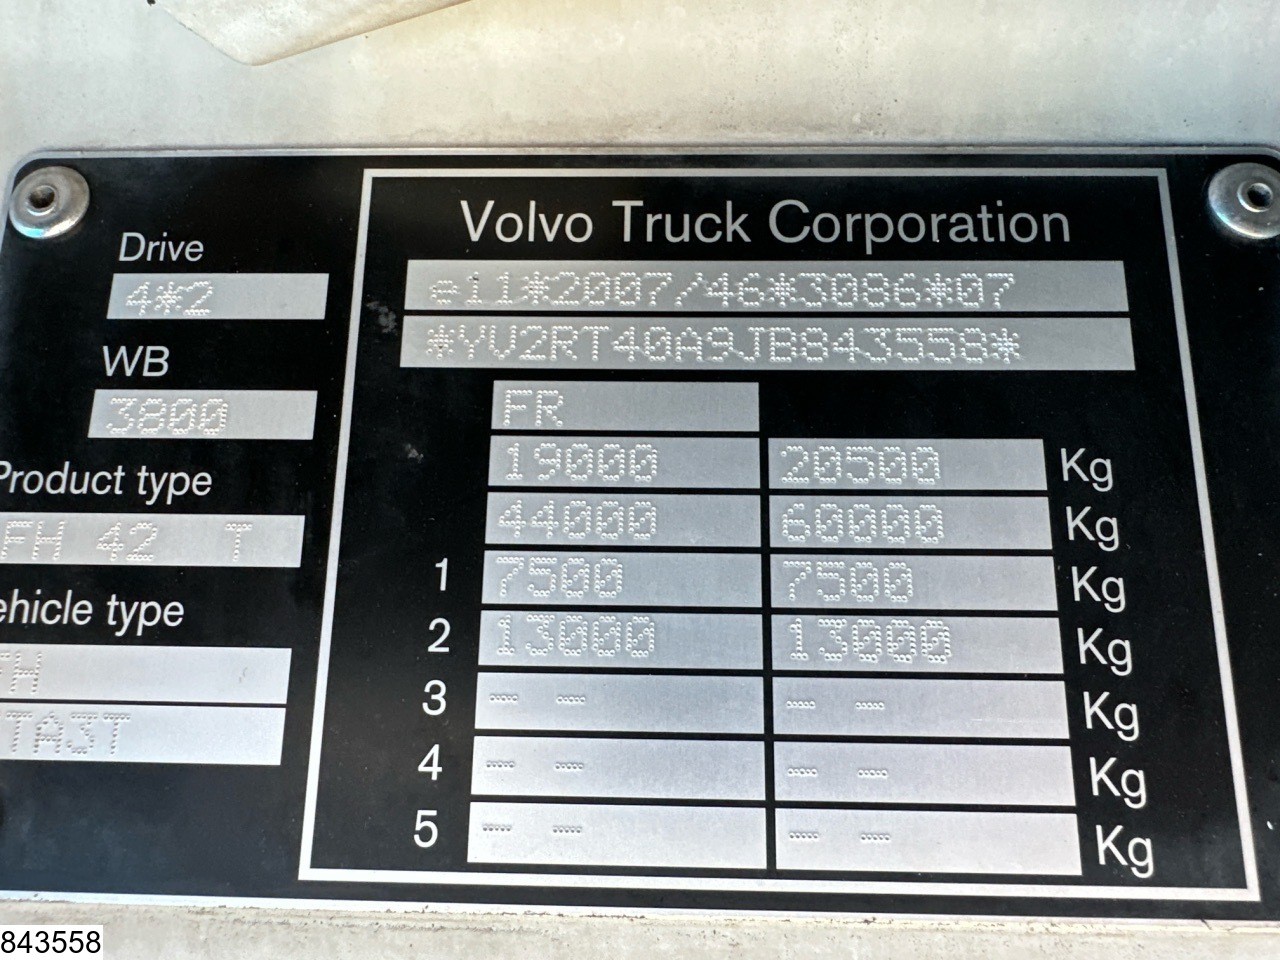 Volvo Truck Corporation
Drive
4*2
e11*2007/46*3086*07
*YV2RT40A9JB843558*
WB
3800
FR
19000 20500 Kg
Product type
FH 42 T
44000 60000 Kg
1 7500 7500 Kg
ehicle type
2 13000 13000 Kg
FH
3 -- -- -- -- Kg
TA3T
4 -- -- -- -- Kg
5 -- -- -- -- Kg
843558